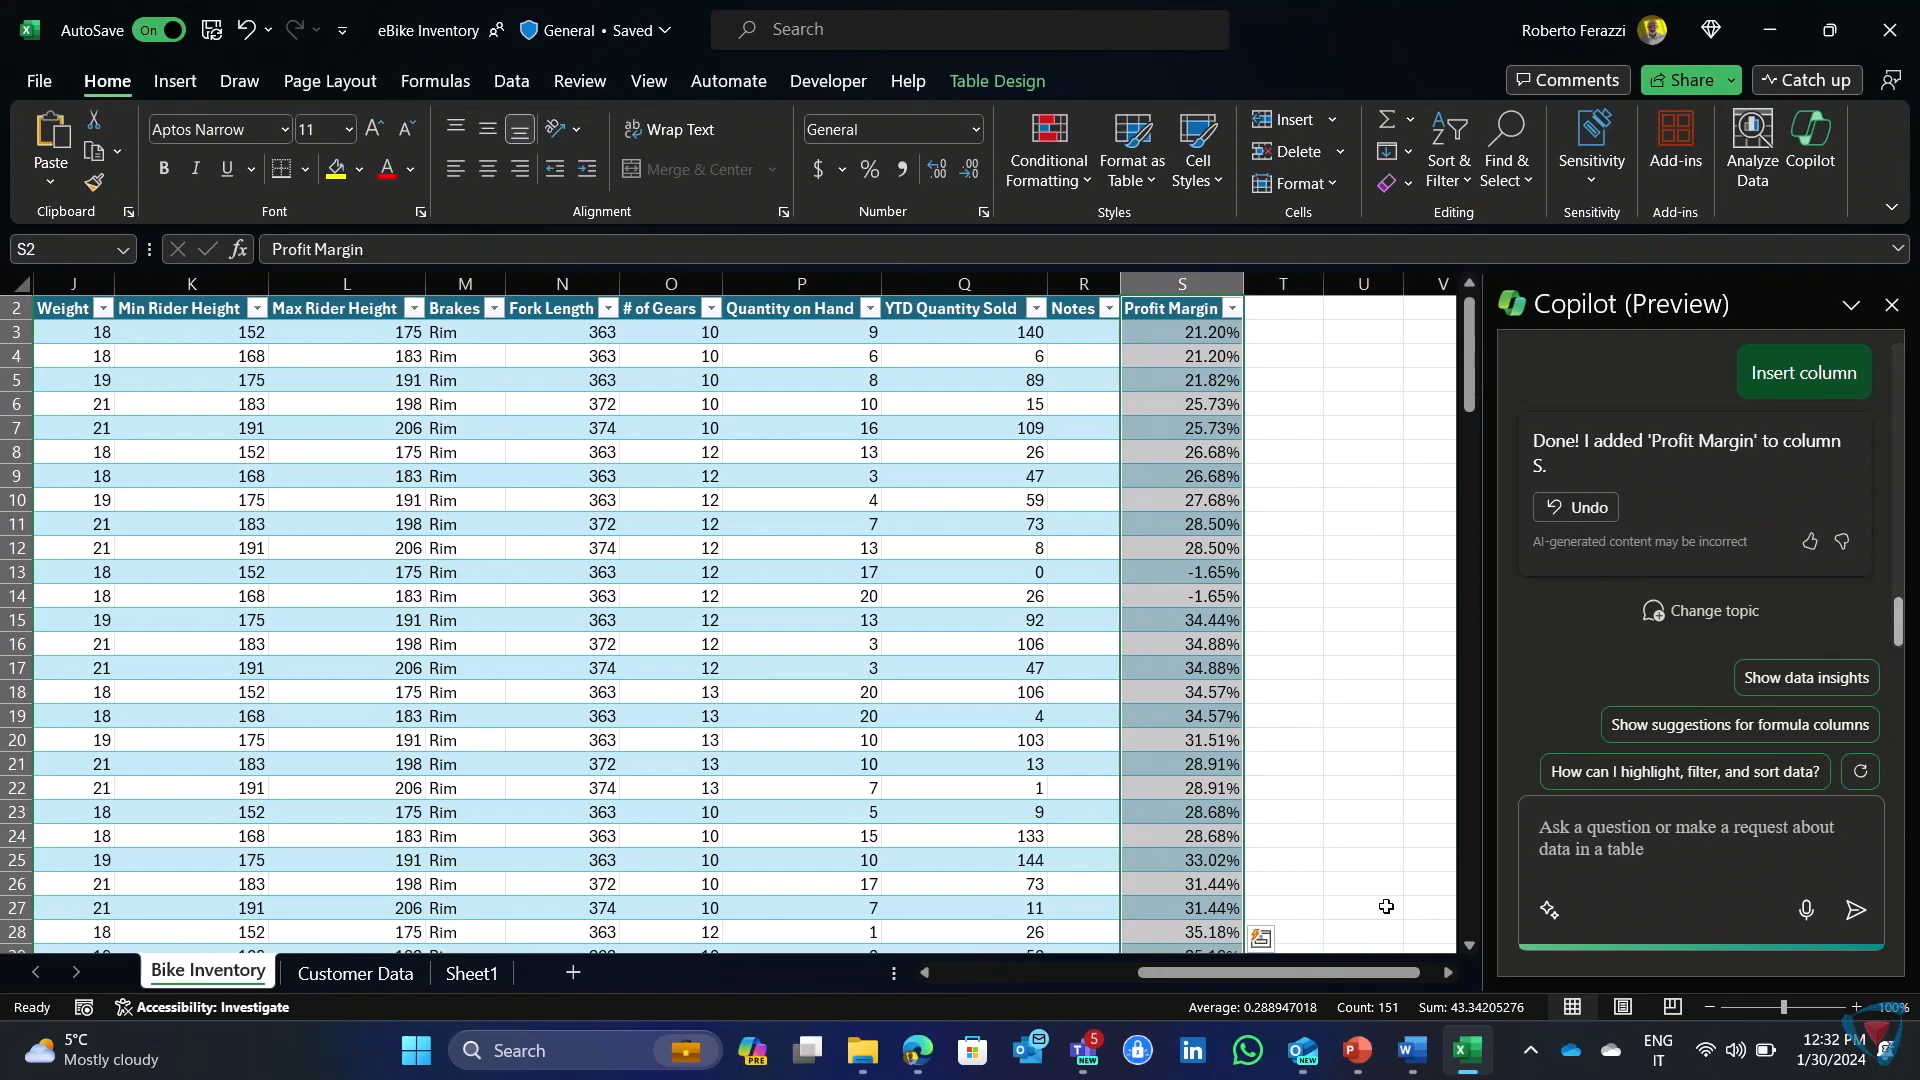 AutoSave On eBike Inventory General • Saved Search Roberto Ferazzi
File Home Insert Draw Page Layout Formulas Data Review View Automate Developer Help Table Design Comments Share Catch up
Paste
Clipboard
Aptos Narrow 11
B I U A
Font
Wrap Text
Merge & Center
Alignment
General
$ %
Number
Conditional Formatting
Format as Table
Cell Styles
Styles
Insert
Delete
Format
Cells
Sort & Filter
Find & Select
Editing
Sensitivity
Sensitivity
Add-ins
Add-ins
Analyze Data
Copilot
S2 fx Profit Margin
J K L M N O P Q R S T U V
2 Weight Min Rider Height Max Rider Height Brakes Fork Length # of Gears Quantity on Hand YTD Quantity Sold Notes Profit Margin
3 18 152 175 Rim 363 10 9 140 21.20%
4 18 168 183 Rim 363 10 6 6 21.20%
5 19 175 191 Rim 363 10 8 89 21.82%
6 21 183 198 Rim 372 10 10 15 25.73%
7 21 191 206 Rim 374 10 16 109 25.73%
8 18 152 175 Rim 363 12 13 26 26.68%
9 18 168 183 Rim 363 12 3 47 26.68%
10 19 175 191 Rim 363 12 4 59 27.68%
11 21 183 198 Rim 372 12 7 73 28.50%
12 21 191 206 Rim 374 12 13 8 28.50%
13 18 152 175 Rim 363 12 17 0 -1.65%
14 18 168 183 Rim 363 12 20 26 -1.65%
15 19 175 191 Rim 363 12 13 92 34.44%
16 21 183 198 Rim 372 12 3 106 34.88%
17 21 191 206 Rim 374 12 3 47 34.88%
18 18 152 175 Rim 363 13 20 106 34.57%
19 18 168 183 Rim 363 13 20 4 34.57%
20 19 175 191 Rim 363 13 10 103 31.51%
21 21 183 198 Rim 372 13 10 13 28.91%
22 21 191 206 Rim 374 13 7 1 28.91%
23 18 152 175 Rim 363 10 5 9 28.68%
24 18 168 183 Rim 363 10 15 133 28.68%
25 19 175 191 Rim 363 10 10 144 33.02%
26 21 183 198 Rim 372 10 17 73 31.44%
27 21 191 206 Rim 374 10 7 11 31.44%
28 18 152 175 Rim 363 12 1 26 35.18%
Copilot (Preview)
Insert column
Done! I added 'Profit Margin' to column
S.
Undo
AI-generated content may be incorrect
Change topic
Show data insights
Show suggestions for formula columns
How can I highlight, filter, and sort data?
Ask a question or make a request about
data in a table
Bike Inventory Customer Data Sheet1
Ready Accessibility: Investigate Average: 0.288947018 Count: 151 Sum: 43.34205276 100%
5°C
Mostly cloudy
Search
PRE
NEW
5
NEW
ENG
IT
12:32 PM
1/30/2024